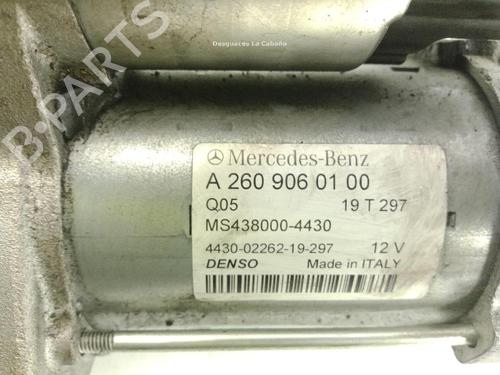 Desguaces La Cabaña
B-PARTS
Mercedes-Benz
A 260 906 01 00
Q05 19 T 297
MS438000-4430
4430-02262-19-297 12 V
DENSO Made in ITALY